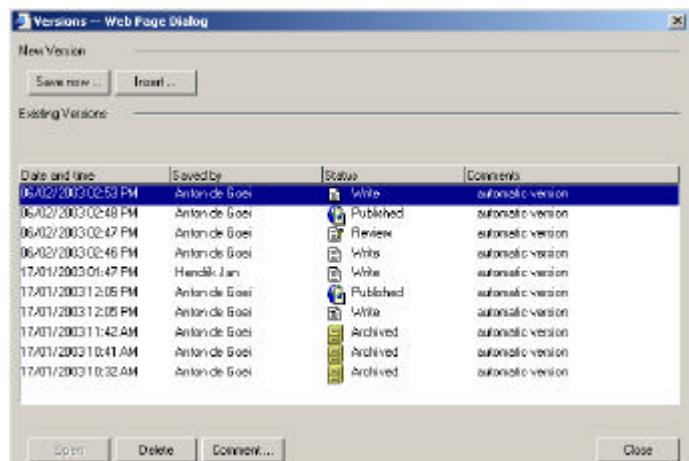 Versions -- Web Page Dialog
New Version
Save now ... Insert ...
Existing Versions
Date and time Saved by Status Comments
06/02/2003 02:53 PM Anton de Goei Write automatic version
06/02/2003 02:48 PM Anton de Goei Published automatic version
06/02/2003 02:47 PM Anton de Goei Review automatic version
06/02/2003 02:46 PM Anton de Goei Write automatic version
17/01/2003 01:47 PM Hendrik Jan Write automatic version
17/01/2003 12:05 PM Anton de Goei Published automatic version
17/01/2003 12:05 PM Anton de Goei Write automatic version
17/01/2003 11:42 AM Anton de Goei Archived automatic version
17/01/2003 10:41 AM Anton de Goei Archived automatic version
17/01/2003 10:32 AM Anton de Goei Archived automatic version
Open Delete Comment... Close